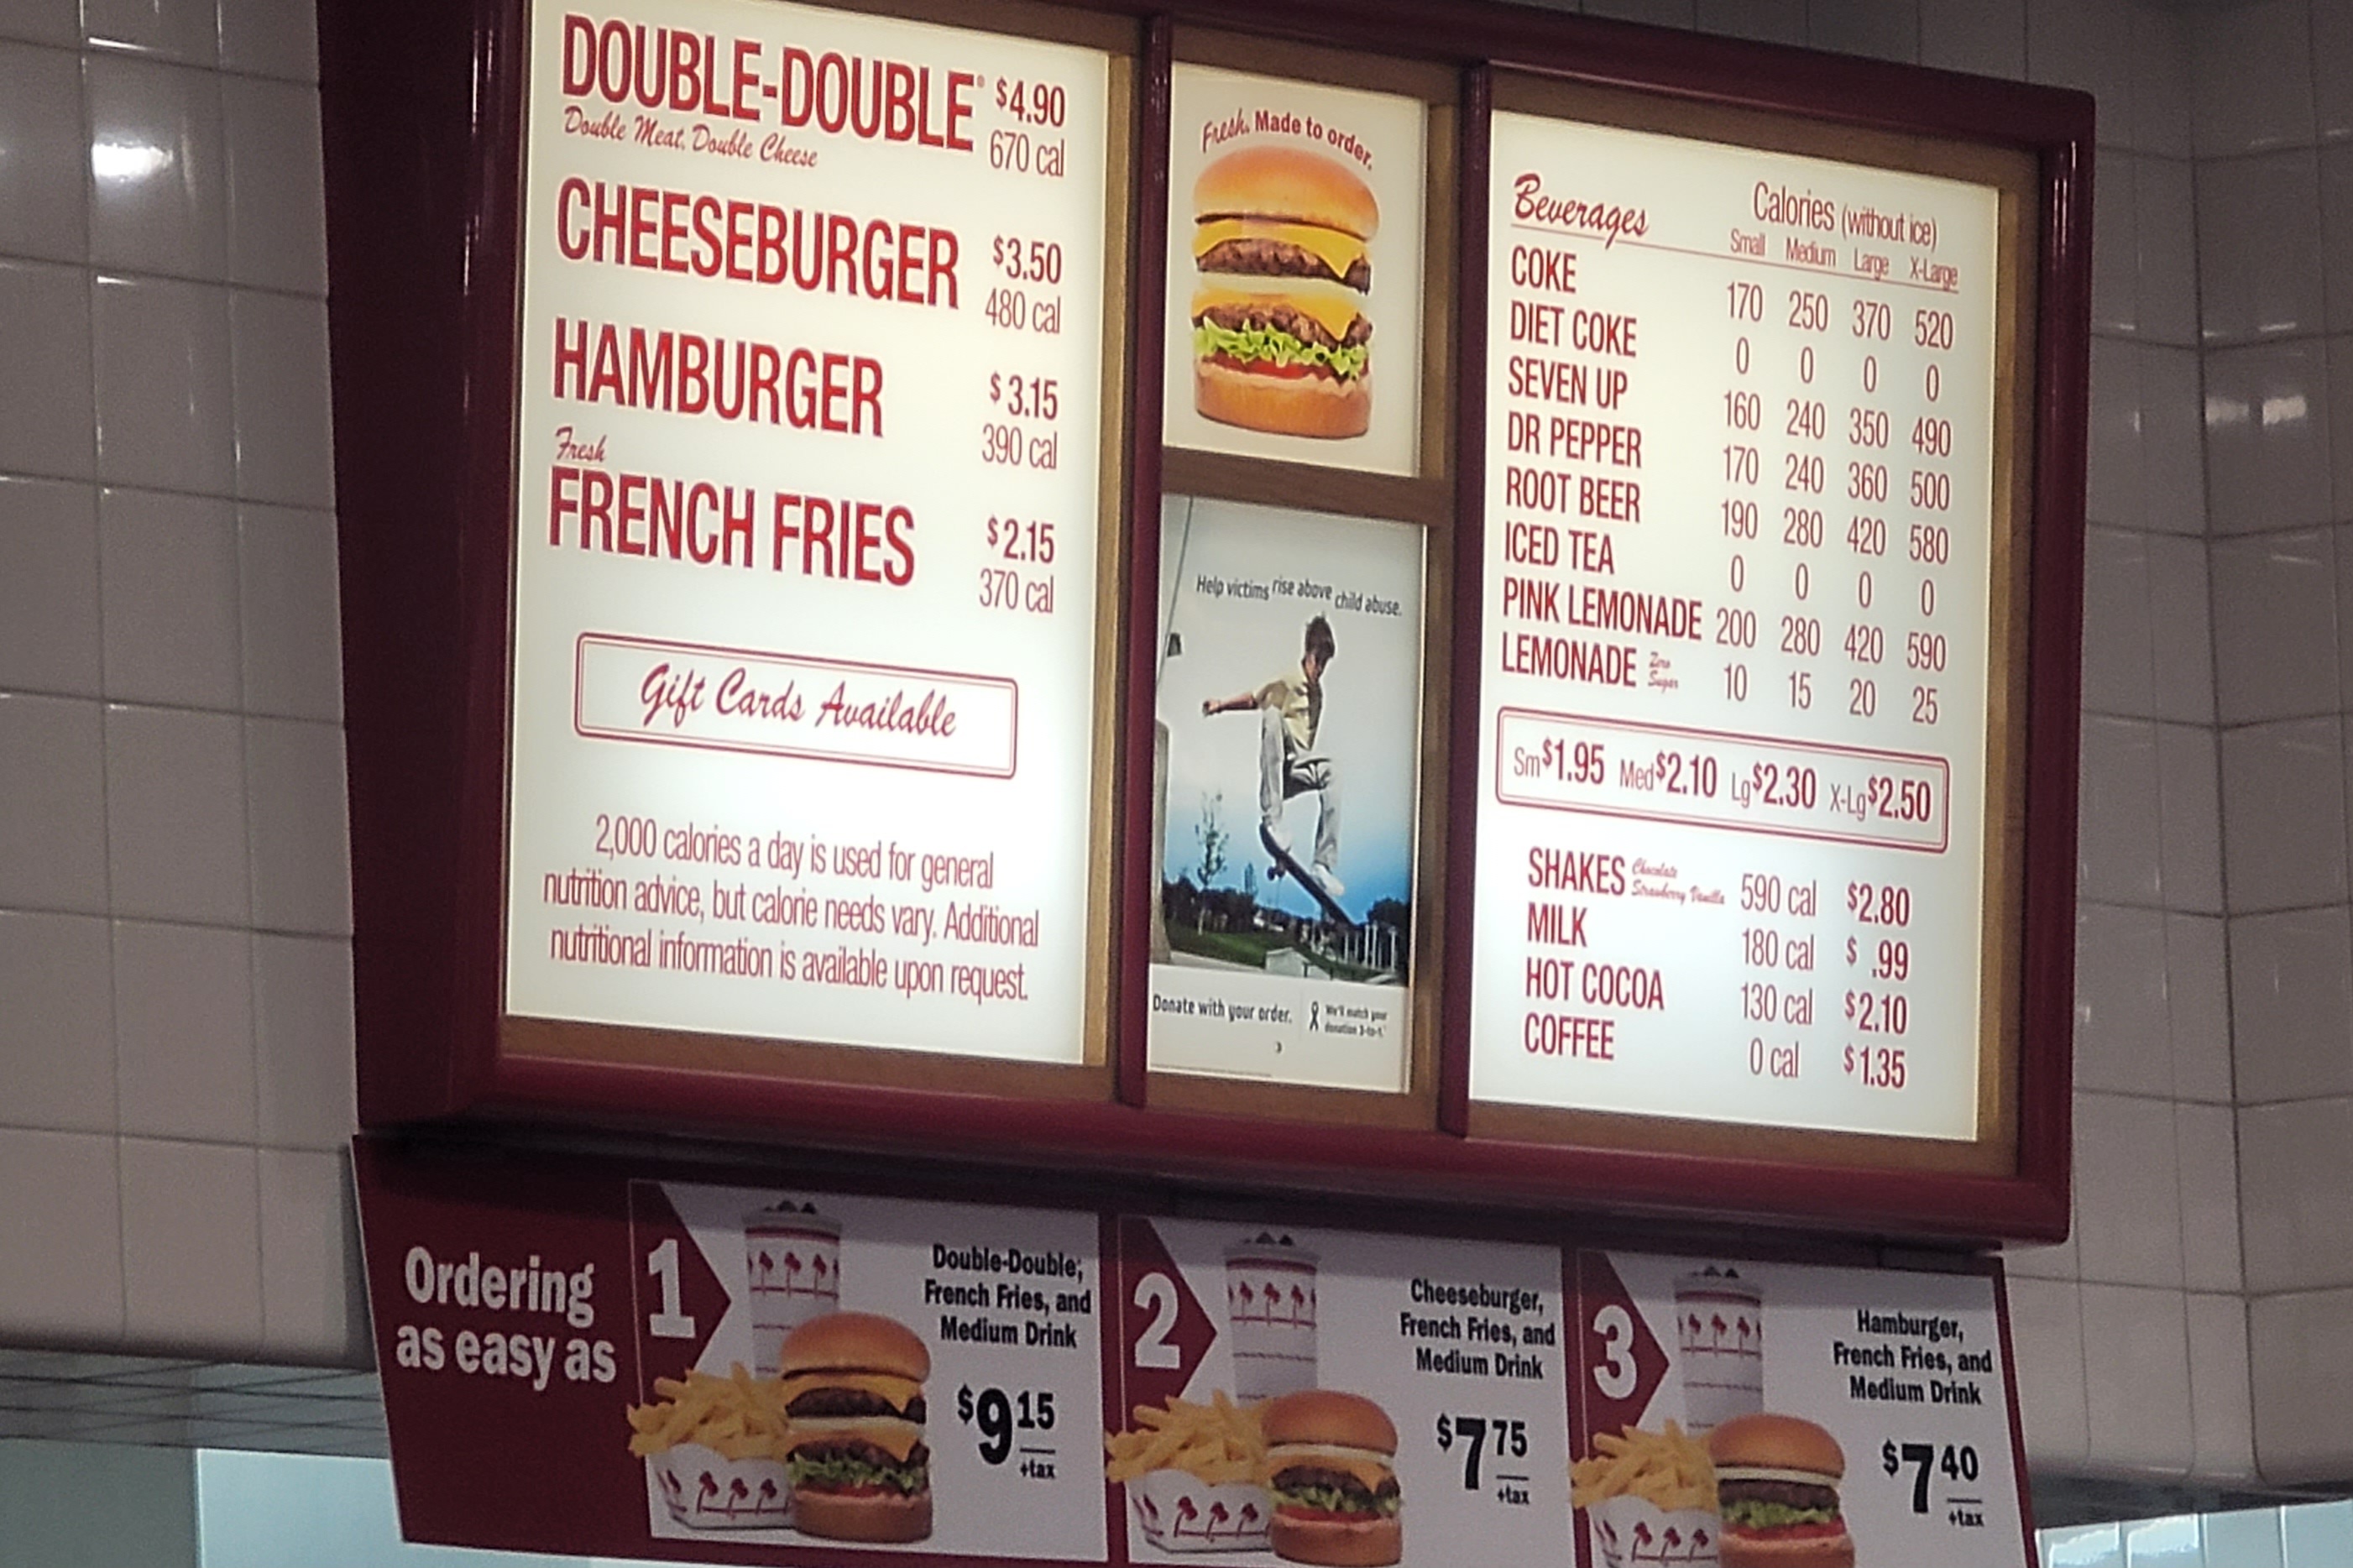 DOUBLE-DOUBLE® $4.90
Double Meat, Double Cheese 670 cal
CHEESEBURGER $3.50
480 cal
HAMBURGER $3.15
390 cal
Fresh
FRENCH FRIES $2.15
370 cal
Gift Cards Available
2,000 calories a day is used for general
nutrition advice, but calorie needs vary. Additional
nutritional information is available upon request.
Fresh. Made to order.
Help victims rise above child abuse.
Donate with your order.
We'll match your
donation 3-to-1.
Beverages Calories (without ice)
Small Medium Large X-Large
COKE 170 250 370 520
DIET COKE 0 0 0 0
SEVEN UP 160 240 350 490
DR PEPPER 170 240 360 500
ROOT BEER 190 280 420 580
ICED TEA 0 0 0 0
PINK LEMONADE 200 280 420 590
LEMONADE Zero Sugar 10 15 20 25
Sm $1.95 Med $2.10 Lg $2.30 X-Lg $2.50
SHAKES Chocolate Strawberry Vanilla 590 cal $2.80
MILK 180 cal $ .99
HOT COCOA 130 cal $2.10
COFFEE 0 cal $1.35
Ordering
as easy as
1
Double-Double,
French Fries, and
Medium Drink
$9 15
+tax
2
Cheeseburger,
French Fries, and
Medium Drink
$7 75
+tax
3
Hamburger,
French Fries, and
Medium Drink
$7 40
+tax